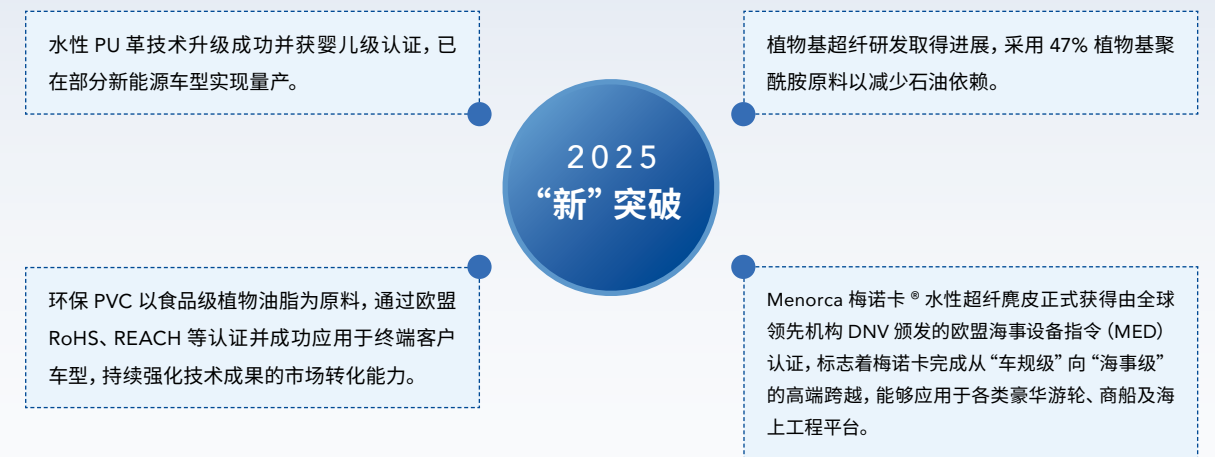 水性 PU 革技术升级成功并获婴儿级认证，已
在部分新能源车型实现量产。
植物基超纤研发取得进展，采用 47% 植物基聚
酰胺原料以减少石油依赖。
2025
“新” 突破
环保 PVC 以食品级植物油脂为原料，通过欧盟
RoHS、REACH 等认证并成功应用于终端客户
车型，持续强化技术成果的市场转化能力。
Menorca 梅诺卡 ® 水性超纤麂皮正式获得由全球
领先机构 DNV 颁发的欧盟海事设备指令（MED）
认证，标志着梅诺卡完成从“车规级”向“海事级”
的高端跨越，能够应用于各类豪华游轮、商船及海
上工程平台。